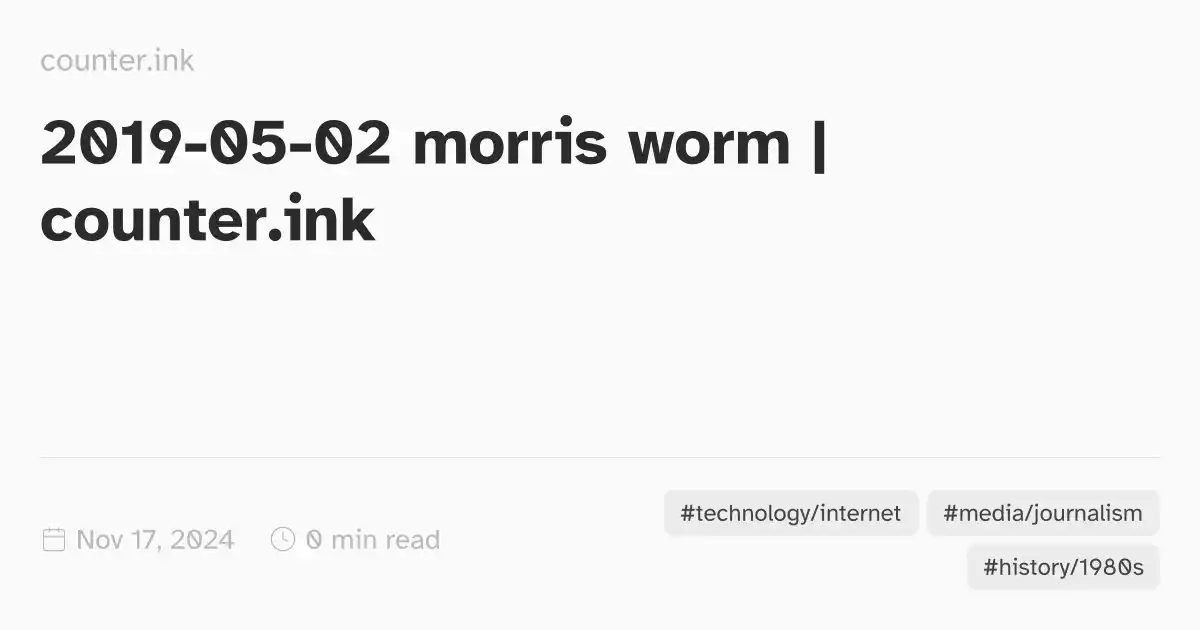 counter.ink
2019-05-02 morris worm |
counter.ink
#technology/internet #media/journalism
Nov 17, 2024 0 min read
#history/1980s